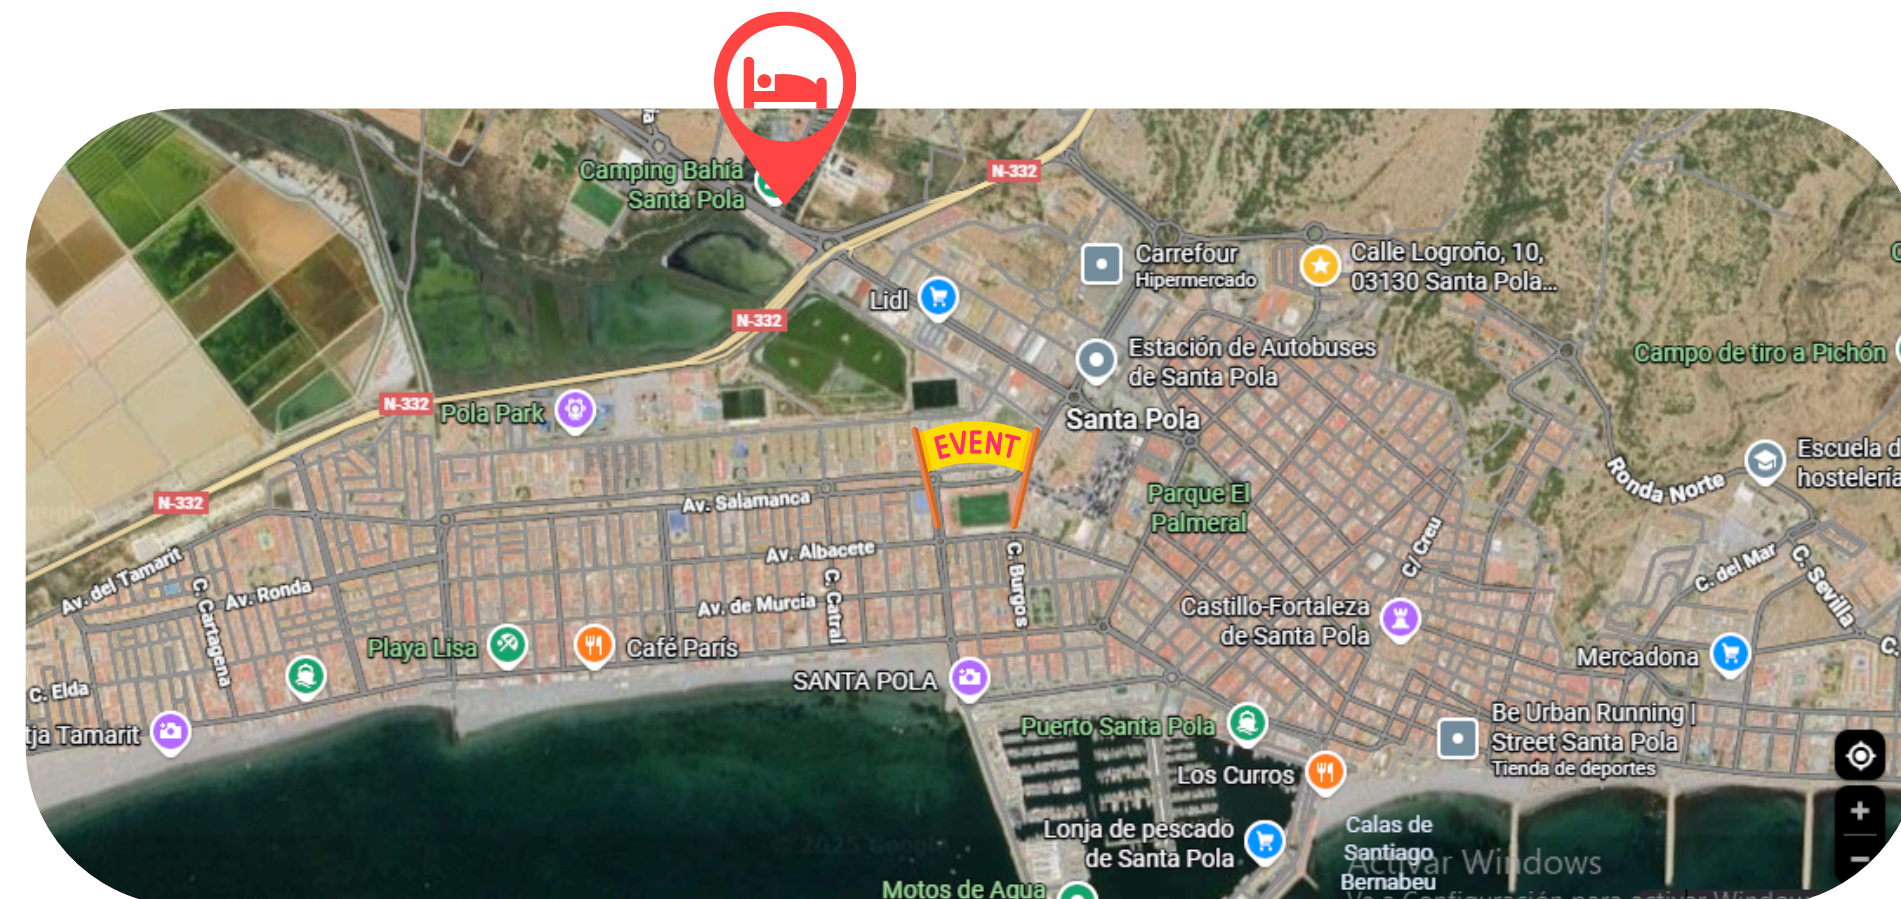 Camping Bahía
Santa Pola
N-332
Carrefour
Hipermercado
Calle Logroño, 10,
03130 Santa Pola...
Lidl
N-332
Estación de Autobuses
de Santa Pola
Campo de tiro a Pichón
N-332
Pola Park
Santa Pola
EVENT
N-332
Av. Salamanca
Parque El
Palmeral
Ronda Norte
Escuela d
hostelería
Av. Albacete
C. Burgos
C/ Creu
Av. del Tamarit
C. Cartagena
Av. Ronda
C. Catral
Av. de Murcia
C. del Mar
C. Sevilla
Castillo-Fortaleza
de Santa Pola
Playa Lisa
Café París
Mercadona
C.
C. Elda
SANTA POLA
tja Tamarit
Puerto Santa Pola
Be Urban Running |
Street Santa Pola
Tienda de deportes
Los Curros
Lonja de pescado
de Santa Pola
Calas de
Santiago
Bernabeu
Activar Windows
© 2025 Google
Motos de Agua